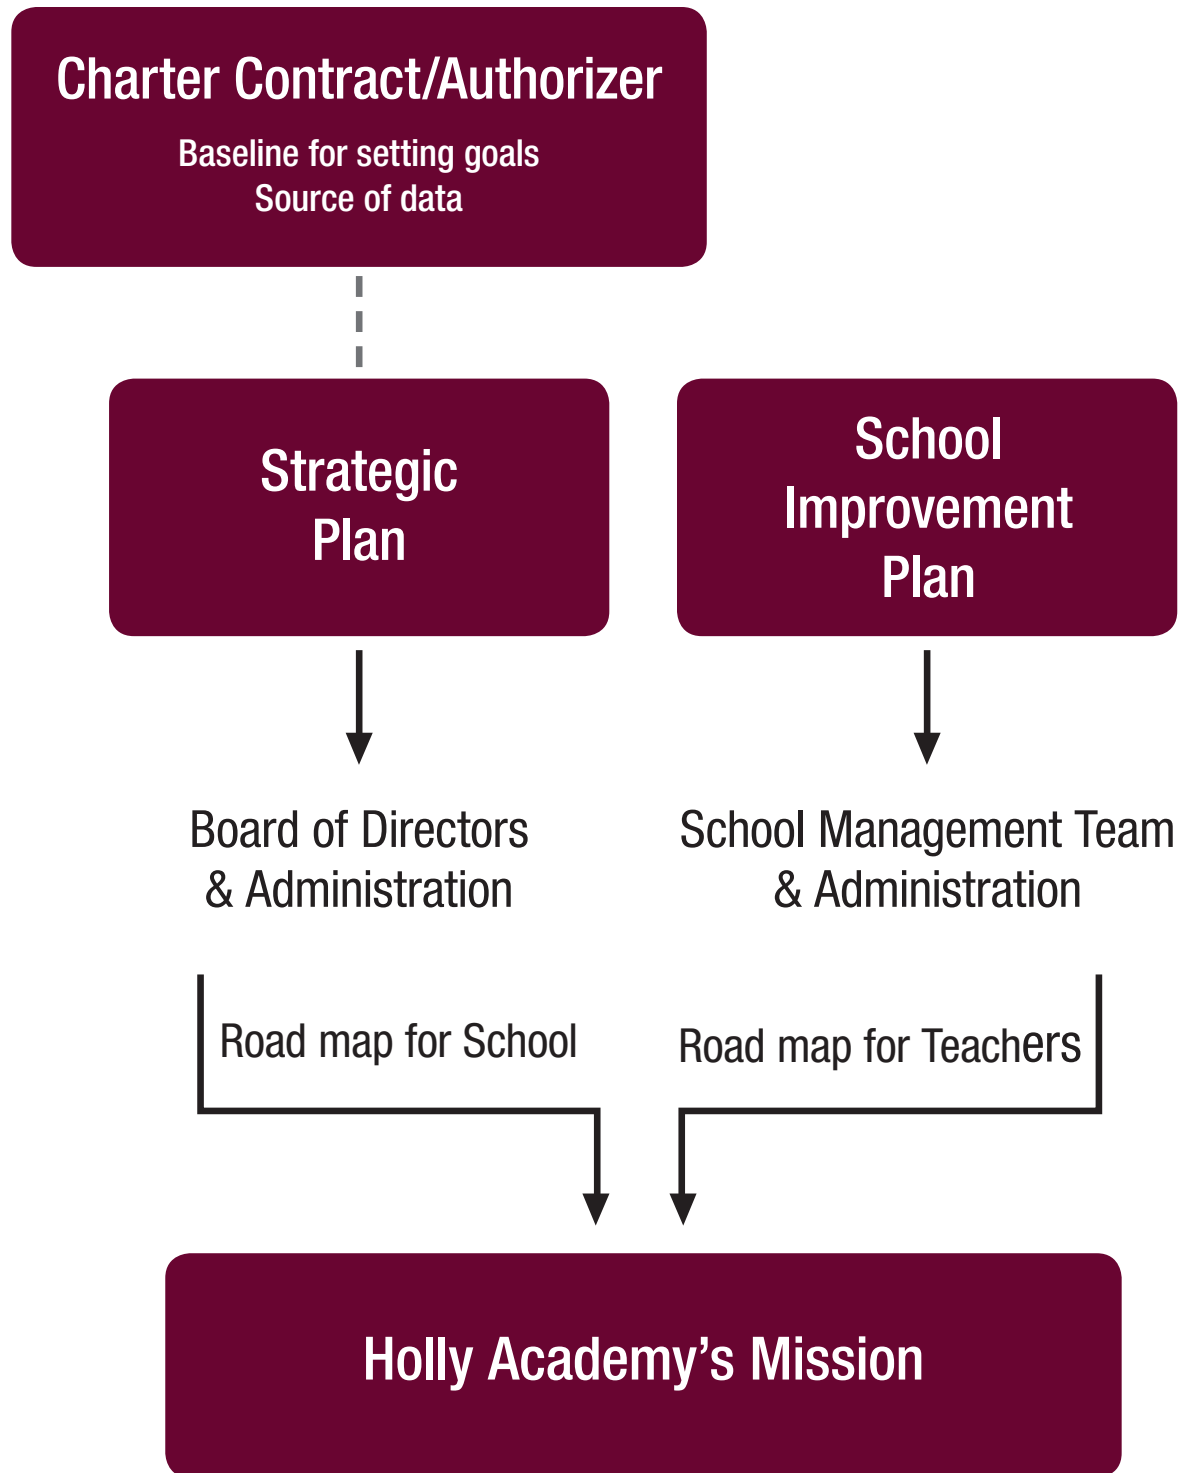 Charter Contract/Authorizer
Baseline for setting goals
Source of data
Strategic
Plan
School
Improvement
Plan
Board of Directors
& Administration
School Management Team
& Administration
Road map for School
Road map for Teachers
Holly Academy’s Mission